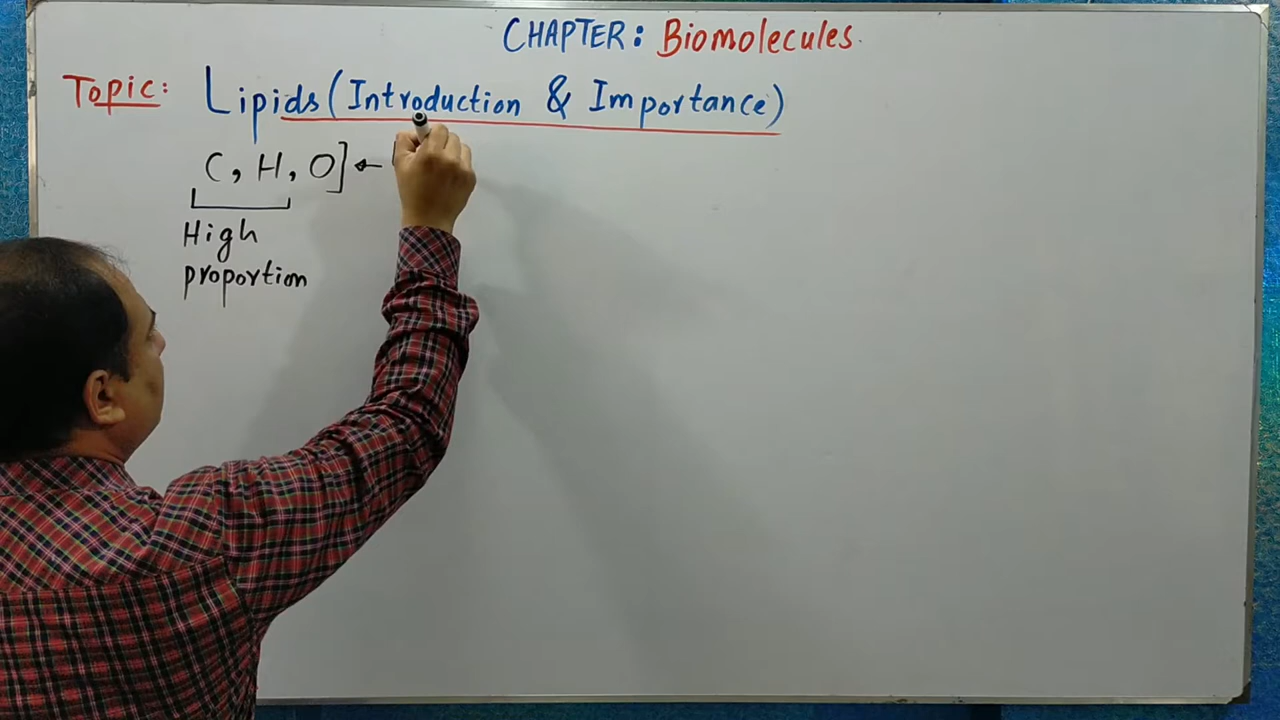 CHAPTER: Biomolecules.
Topic: Lipids (Introduction & Importance)
C, H, O] ←
High
proportion